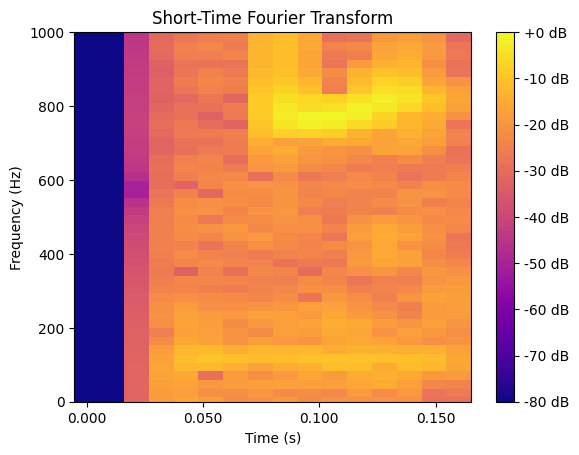 Short-Time Fourier Transform
1000
800
600
400
200
0
Frequency (Hz)
0.000
0.050
0.100
0.150
Time (s)
+0 dB
-10 dB
-20 dB
-30 dB
-40 dB
-50 dB
-60 dB
-70 dB
-80 dB